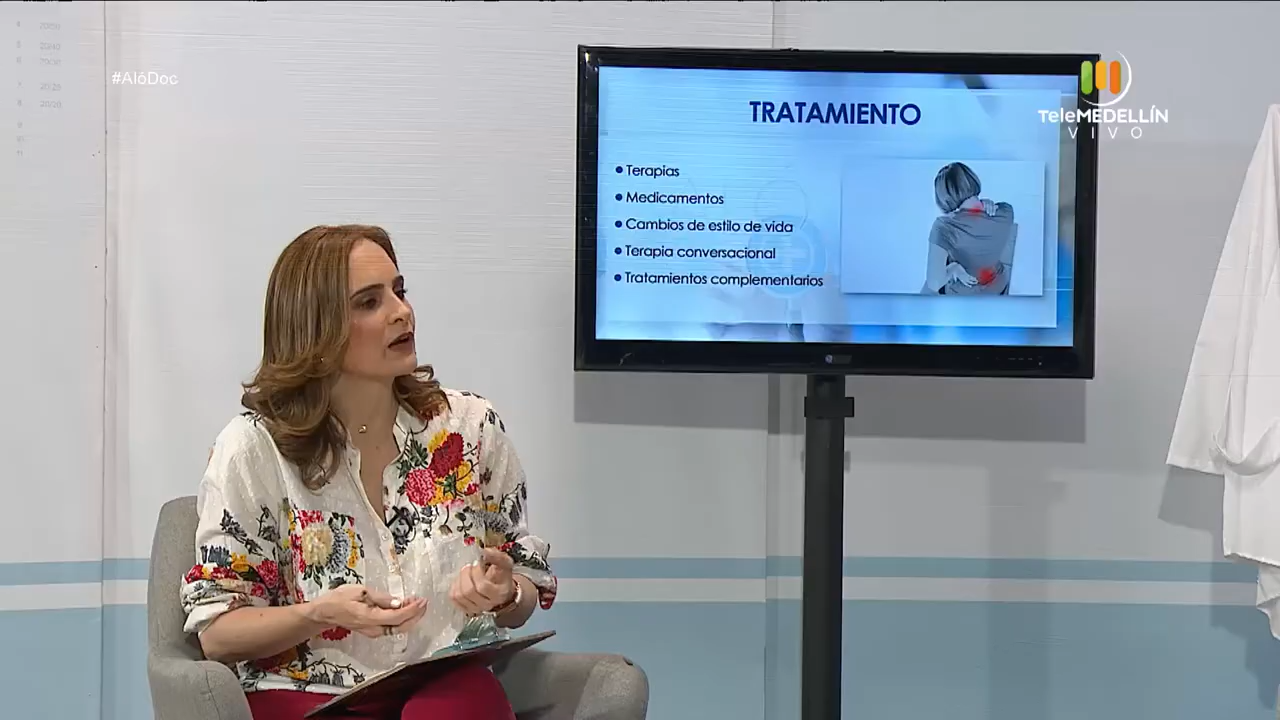 #AlóDoc
TeleMEDELLÍN
VIVO
TRATAMIENTO
Terapias
Medicamentos
Cambios de estilo de vida
Terapia conversacional
Tratamientos complementarios